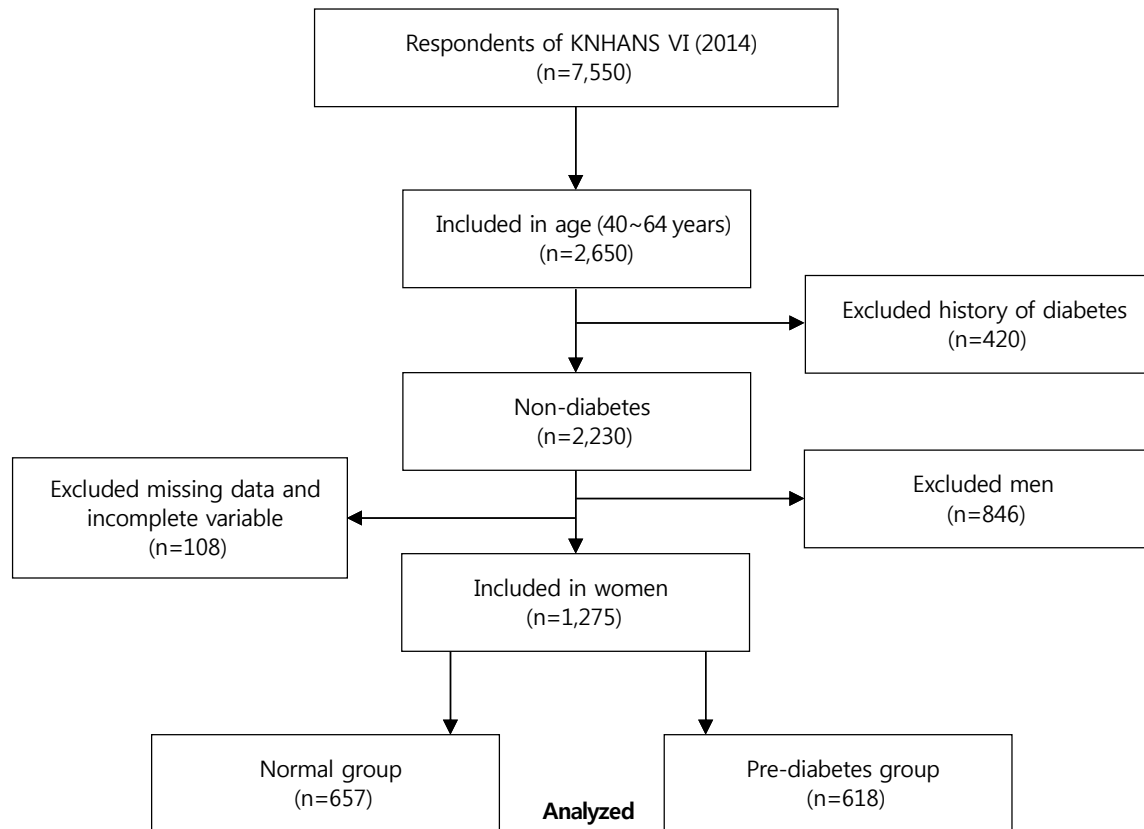 Respondents of KNHANS VI (2014)
(n=7,550)
Included in age (40~64 years)
(n=2,650)
Excluded history of diabetes
(n=420)
Non-diabetes
(n=2,230)
Excluded missing data and
incomplete variable
(n=108)
Excluded men
(n=846)
Included in women
(n=1,275)
Normal group
(n=657)
Pre-diabetes group
(n=618)
Analyzed